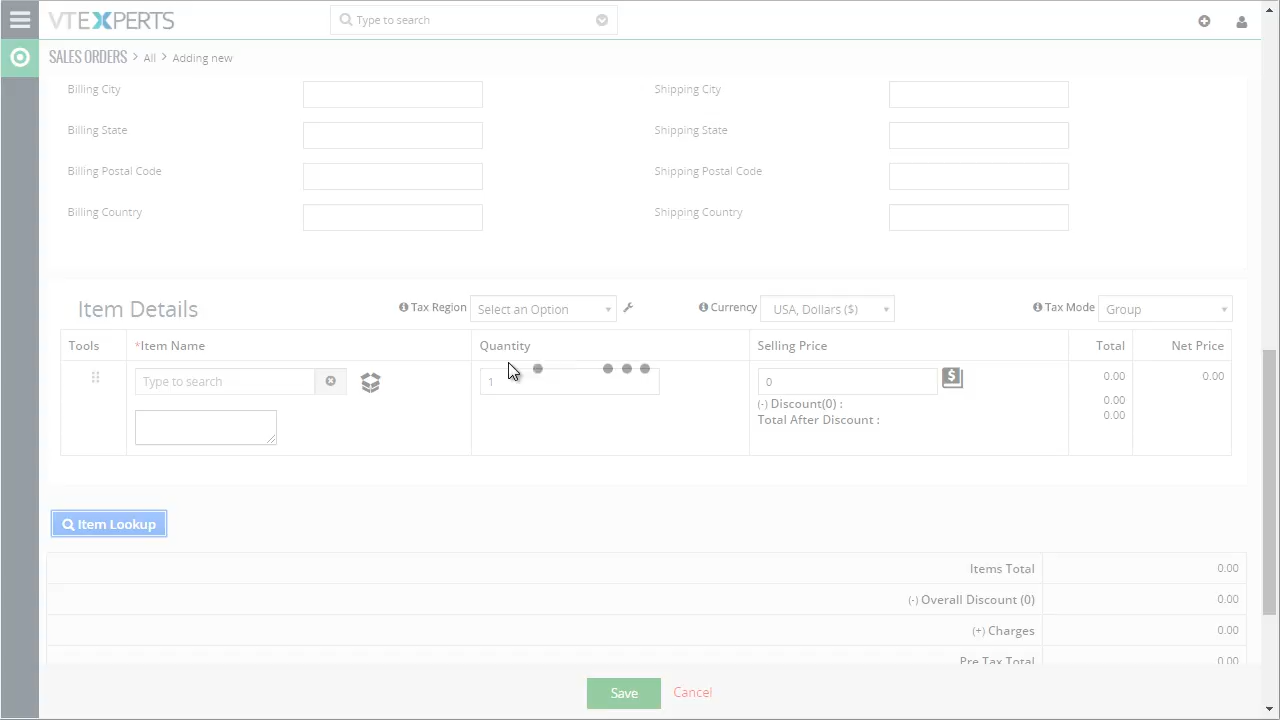 VTEXPERTS
Type to search
SALES ORDERS > All > Adding new
Billing City
Shipping City
Billing State
Shipping State
Billing Postal Code
Shipping Postal Code
Billing Country
Shipping Country
Item Details
Tax Region
Select an Option
Currency
USA, Dollars ($)
Tax Mode
Group
Tools
*Item Name
Quantity
Selling Price
Total
Net Price
Type to search
1
0
0.00
0.00
(-) Discount(0) :
0.00
Total After Discount :
0.00
Item Lookup
Items Total
0.00
(-) Overall Discount (0)
0.00
(+) Charges
0.00
Pre Tax Total
0.00
Save
Cancel